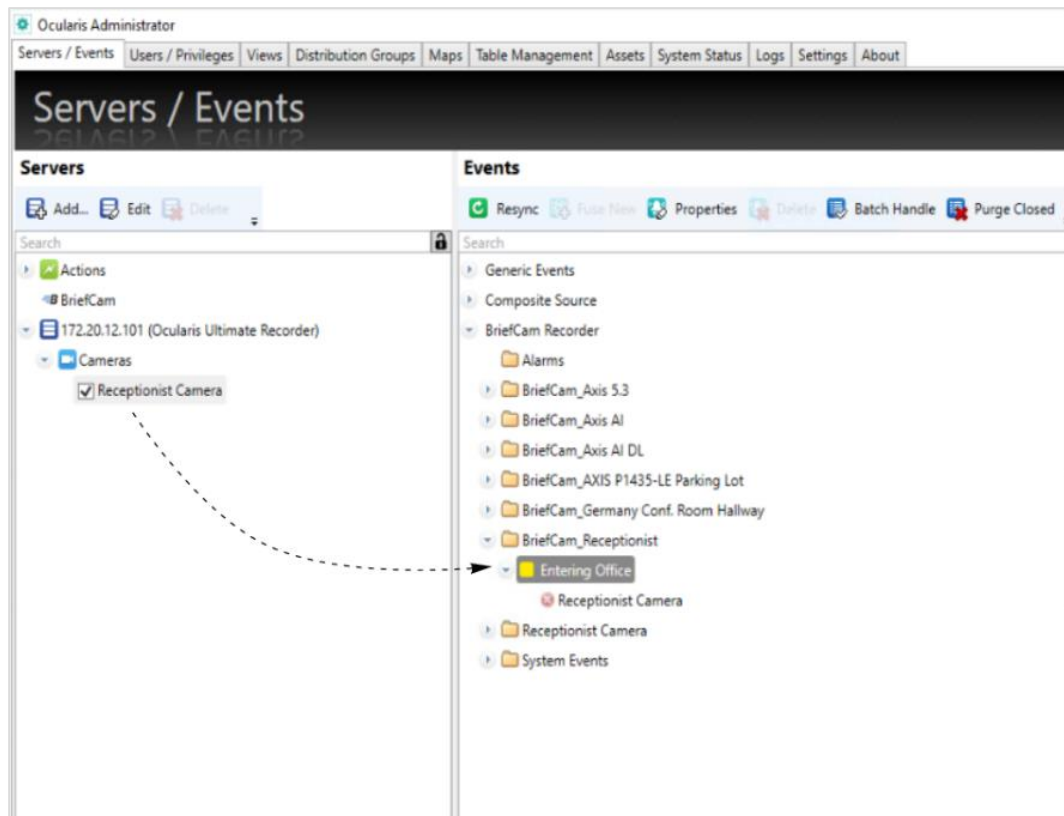 Ocularis Administrator
Servers / Events Users / Privileges Views Distribution Groups Maps Table Management Assets System Status Logs Settings About
Servers / Events
Servers
Add... Edit Delete
Search
Actions
BriefCam
172.20.12.101 (Ocularis Ultimate Recorder)
Cameras
Receptionist Camera
Events
Resync Fuse New Properties Delete Batch Handle Purge Closed
Search
Generic Events
Composite Source
BriefCam Recorder
Alarms
BriefCam_Axis 5.3
BriefCam_Axis AI
BriefCam_Axis AI DL
BriefCam_AXIS P1435-LE Parking Lot
BriefCam_Germany Conf. Room Hallway
BriefCam_Receptionist
Entering Office
Receptionist Camera
Receptionist Camera
System Events